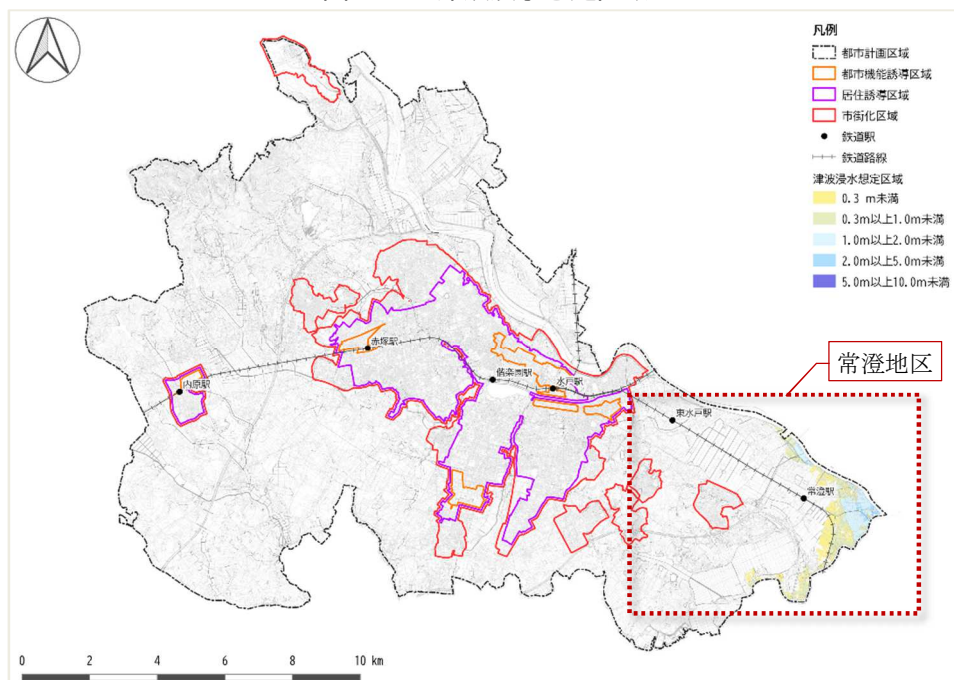 凡例
都市計画区域
都市機能誘導区域
居住誘導区域
市街化区域
鉄道駅
鉄道路線
津波浸水想定区域
0.3 m未満
0.3m以上1.0m未満
1.0m以上2.0m未満
2.0m以上5.0m未満
5.0m以上10.0m未満
常澄地区
赤塚駅
内原駅
偕楽園駅
水戸駅
東水戸駅
常澄駅
0 2 4 6 8 10 km